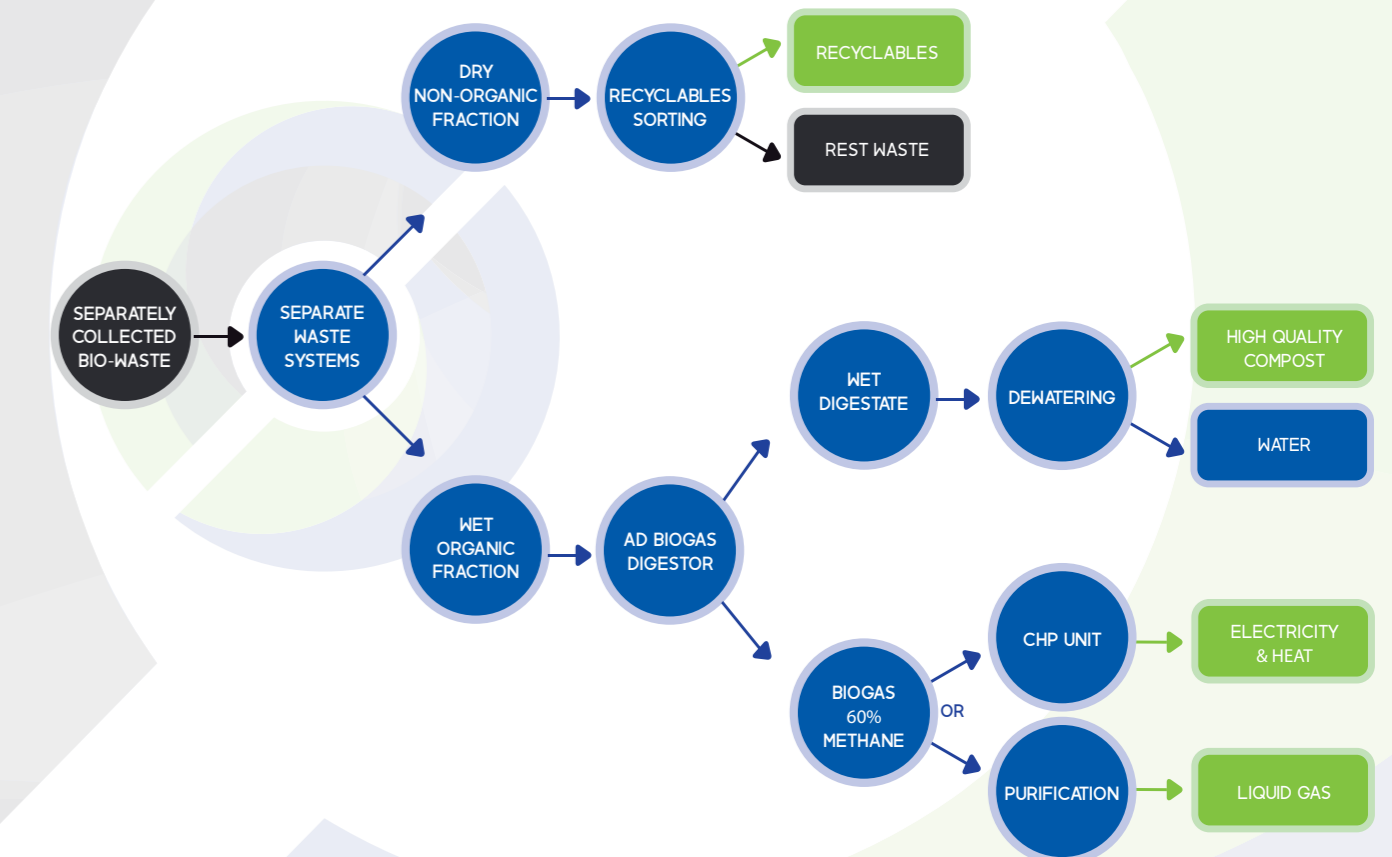 DRY
NON-ORGANIC
FRACTION
RECYCLABLES
SORTING
RECYCLABLES
REST WASTE
SEPARATELY
COLLECTED
BIO-WASTE
SEPARATE
WASTE
SYSTEMS
WET
ORGANIC
FRACTION
AD BIOGAS
DIGESTOR
WET
DIGESTATE
DEWATERING
HIGH QUALITY
COMPOST
WATER
BIOGAS
60%
METHANE
OR
CHP UNIT
ELECTRICITY
& HEAT
PURIFICATION
LIQUID GAS